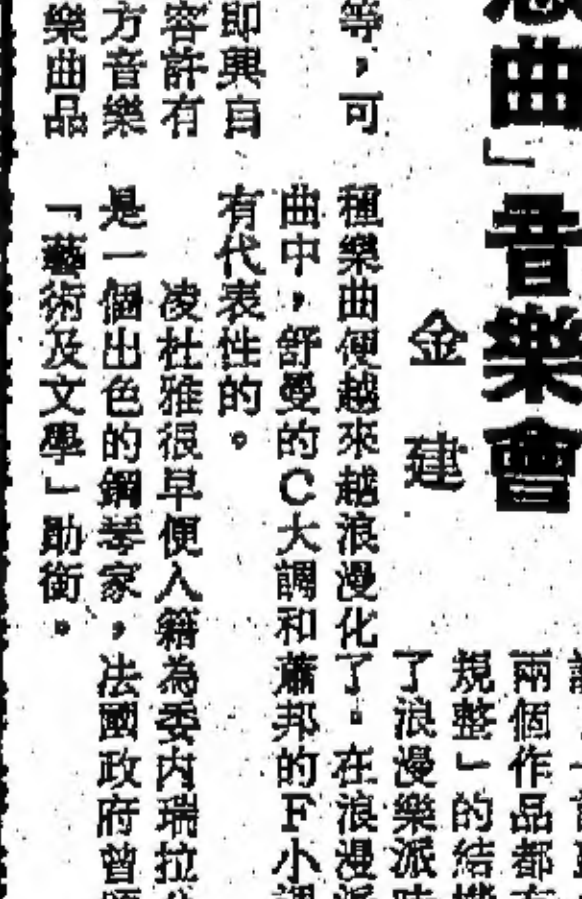 曲」音樂會
金建
等，可
即興自
容許有
方音樂
樂曲品
兩個作品都有
規整」的結構
了浪漫樂派時
種樂曲便越來越浪漫化了。在浪漫派
曲中，舒曼的C大調和蕭邦的F小調
有代表性的。
凌杜雅很早便入籍為委內瑞拉
是一個出色的鋼琴家，法國政府曾
「藝術及文學」助銜。